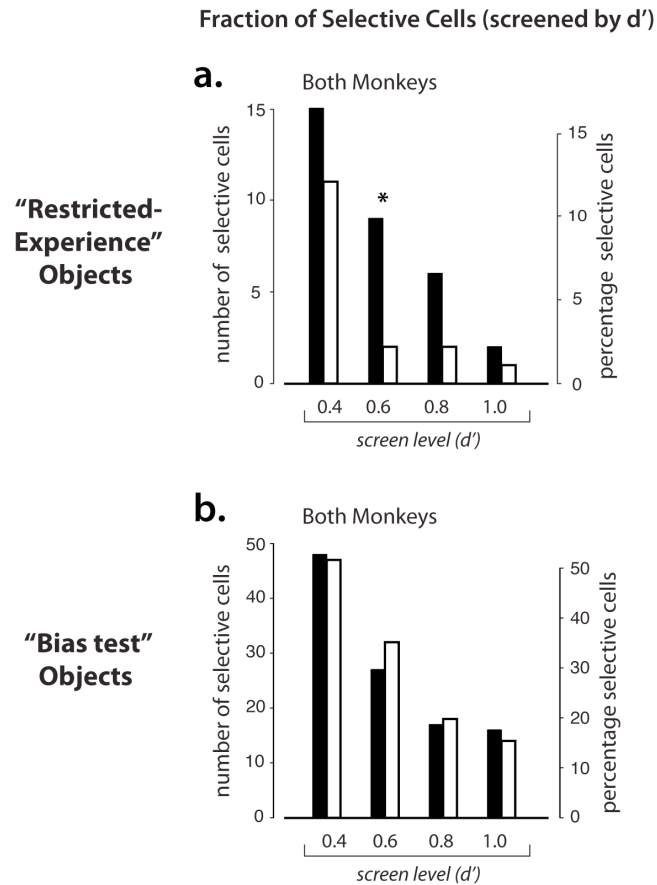 Fraction of Selective Cells (screened by d’)
a.
Both Monkeys
“Restricted-
Experience”
Objects
number of selective cells
15
10
5
0
*
15
10
5
0
percentage selective cells
0.4 0.6 0.8 1.0
screen level (d’)
b.
Both Monkeys
“Bias test”
Objects
number of selective cells
50
40
30
20
10
0
50
40
30
20
10
0
percentage selective cells
0.4 0.6 0.8 1.0
screen level (d’)